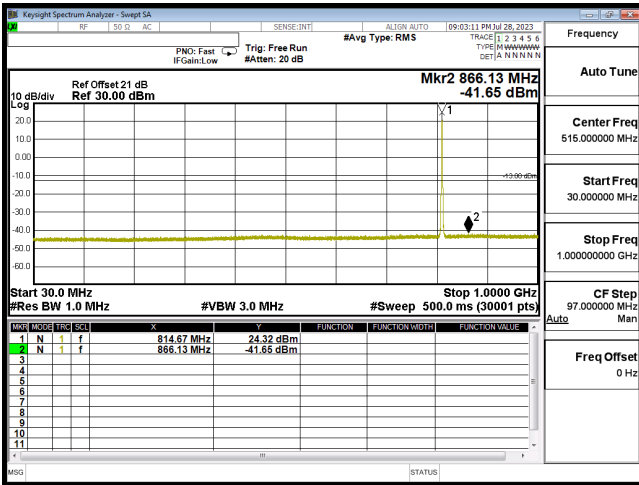 Keysight Spectrum Analyzer - Swept SA
RF 50 Ω AC SENSE:INT ALIGN AUTO 09:03:11 PM Jul 28, 2023
#Avg Type: RMS
TRACE 1 2 3 4 5 6
TYPE M W W W W W
DET A N N N N N
PNO: Fast
IFGain:Low
Trig: Free Run
#Atten: 20 dB
Mkr2 866.13 MHz
-41.65 dBm
Ref Offset 21 dB
Ref 30.00 dBm
10 dB/div
Log
20.0
10.0
0.00
-10.0
-20.0
-30.0
-40.0
-50.0
-60.0
1
-13.00 dBm
2
Start 30.0 MHz
Stop 1.0000 GHz
#Res BW 1.0 MHz
#VBW 3.0 MHz
#Sweep 500.0 ms (30001 pts)
MKR MODE TRC SCL X Y FUNCTION FUNCTION WIDTH FUNCTION VALUE
1 N 1 f 814.67 MHz 24.32 dBm
2 N 1 f 866.13 MHz -41.65 dBm
3
4
5
6
7
8
9
10
11
MSG
STATUS
Frequency
Auto Tune
Center Freq
515.000000 MHz
Start Freq
30.000000 MHz
Stop Freq
1.000000000 GHz
CF Step
97.000000 MHz
Auto Man
Freq Offset
0 Hz